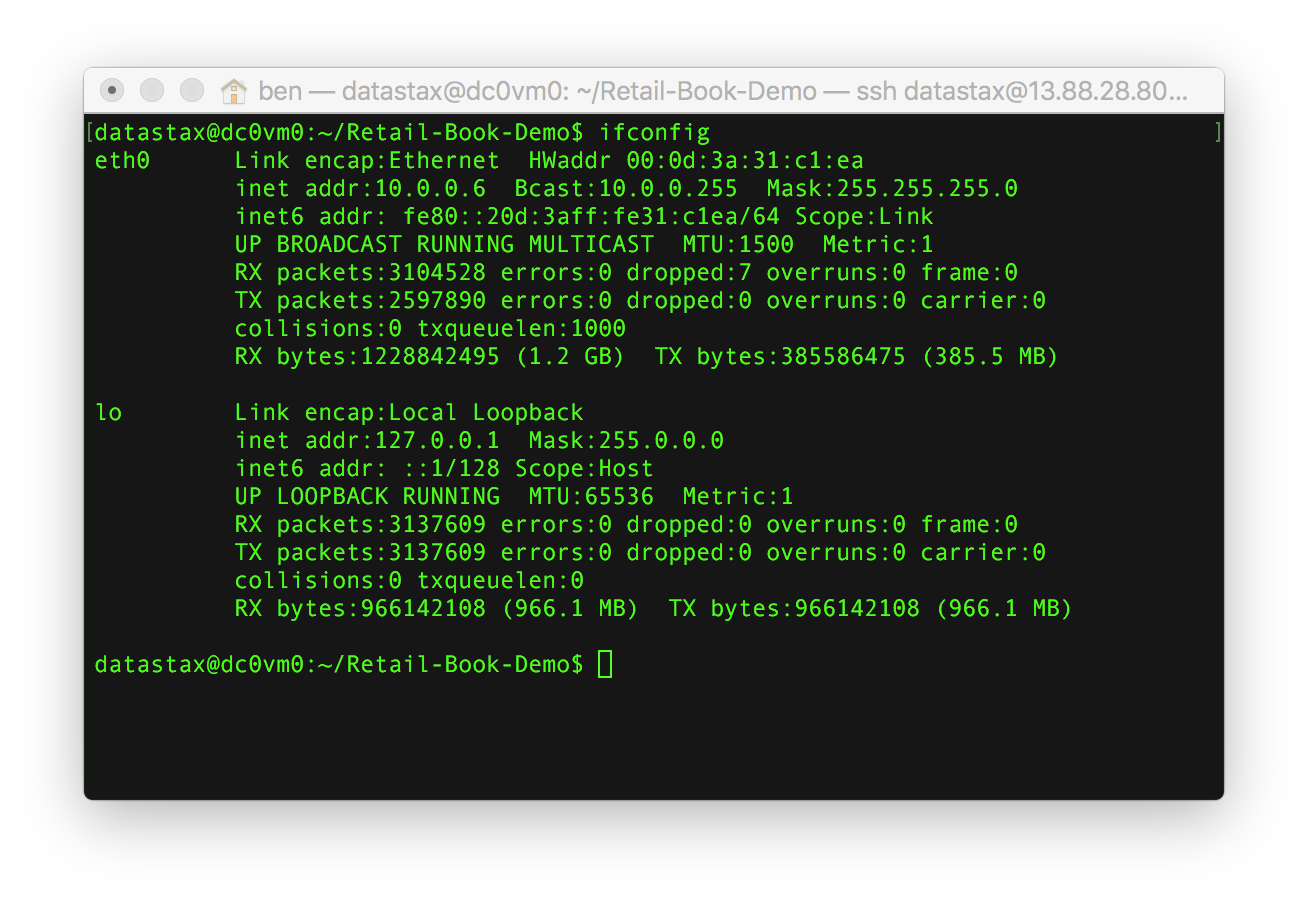 ben — datastax@dc0vm0: ~/Retail-Book-Demo — ssh datastax@13.88.28.80...
[datastax@dc0vm0:~/Retail-Book-Demo$ ifconfig ]
eth0      Link encap:Ethernet  HWaddr 00:0d:3a:31:c1:ea
          inet addr:10.0.0.6  Bcast:10.0.0.255  Mask:255.255.255.0
          inet6 addr: fe80::20d:3aff:fe31:c1ea/64 Scope:Link
          UP BROADCAST RUNNING MULTICAST  MTU:1500  Metric:1
          RX packets:3104528 errors:0 dropped:7 overruns:0 frame:0
          TX packets:2597890 errors:0 dropped:0 overruns:0 carrier:0
          collisions:0 txqueuelen:1000
          RX bytes:1228842495 (1.2 GB)  TX bytes:385586475 (385.5 MB)

lo        Link encap:Local Loopback
          inet addr:127.0.0.1  Mask:255.0.0.0
          inet6 addr: ::1/128 Scope:Host
          UP LOOPBACK RUNNING  MTU:65536  Metric:1
          RX packets:3137609 errors:0 dropped:0 overruns:0 frame:0
          TX packets:3137609 errors:0 dropped:0 overruns:0 carrier:0
          collisions:0 txqueuelen:0
          RX bytes:966142108 (966.1 MB)  TX bytes:966142108 (966.1 MB)

datastax@dc0vm0:~/Retail-Book-Demo$